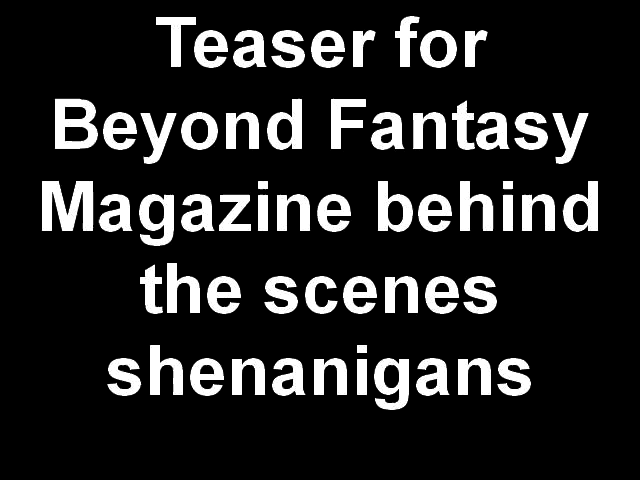 Teaser for
Beyond Fantasy
Magazine behind
the scenes
shenanigans